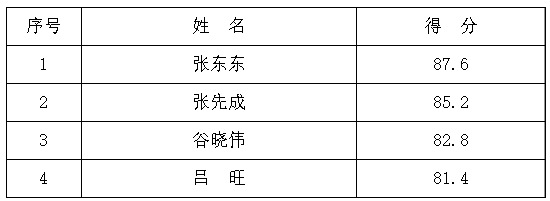 序号 姓 名 得 分
1 张东东 87.6
2 张先成 85.2
3 谷晓伟 82.8
4 吕 旺 81.4